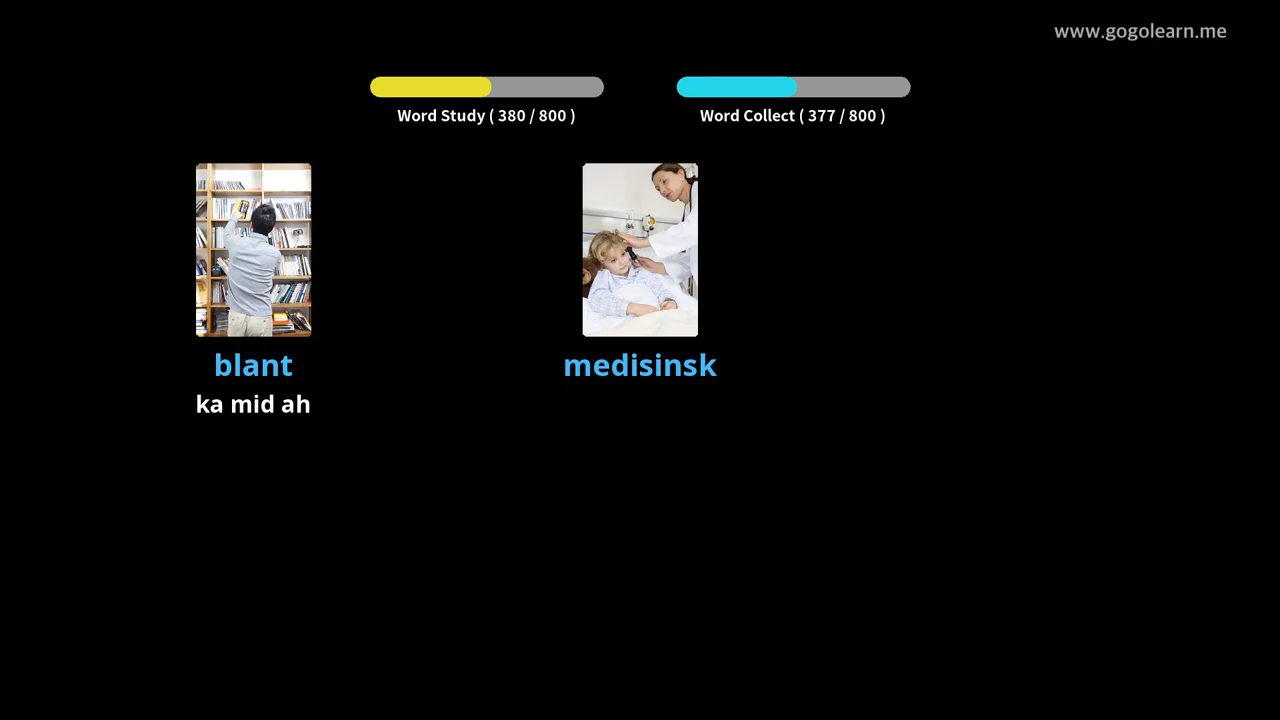 www.gogolearn.me
Word Study ( 380 / 800 )
Word Collect ( 377 / 800 )
blant
medisinsk
ka mid ah